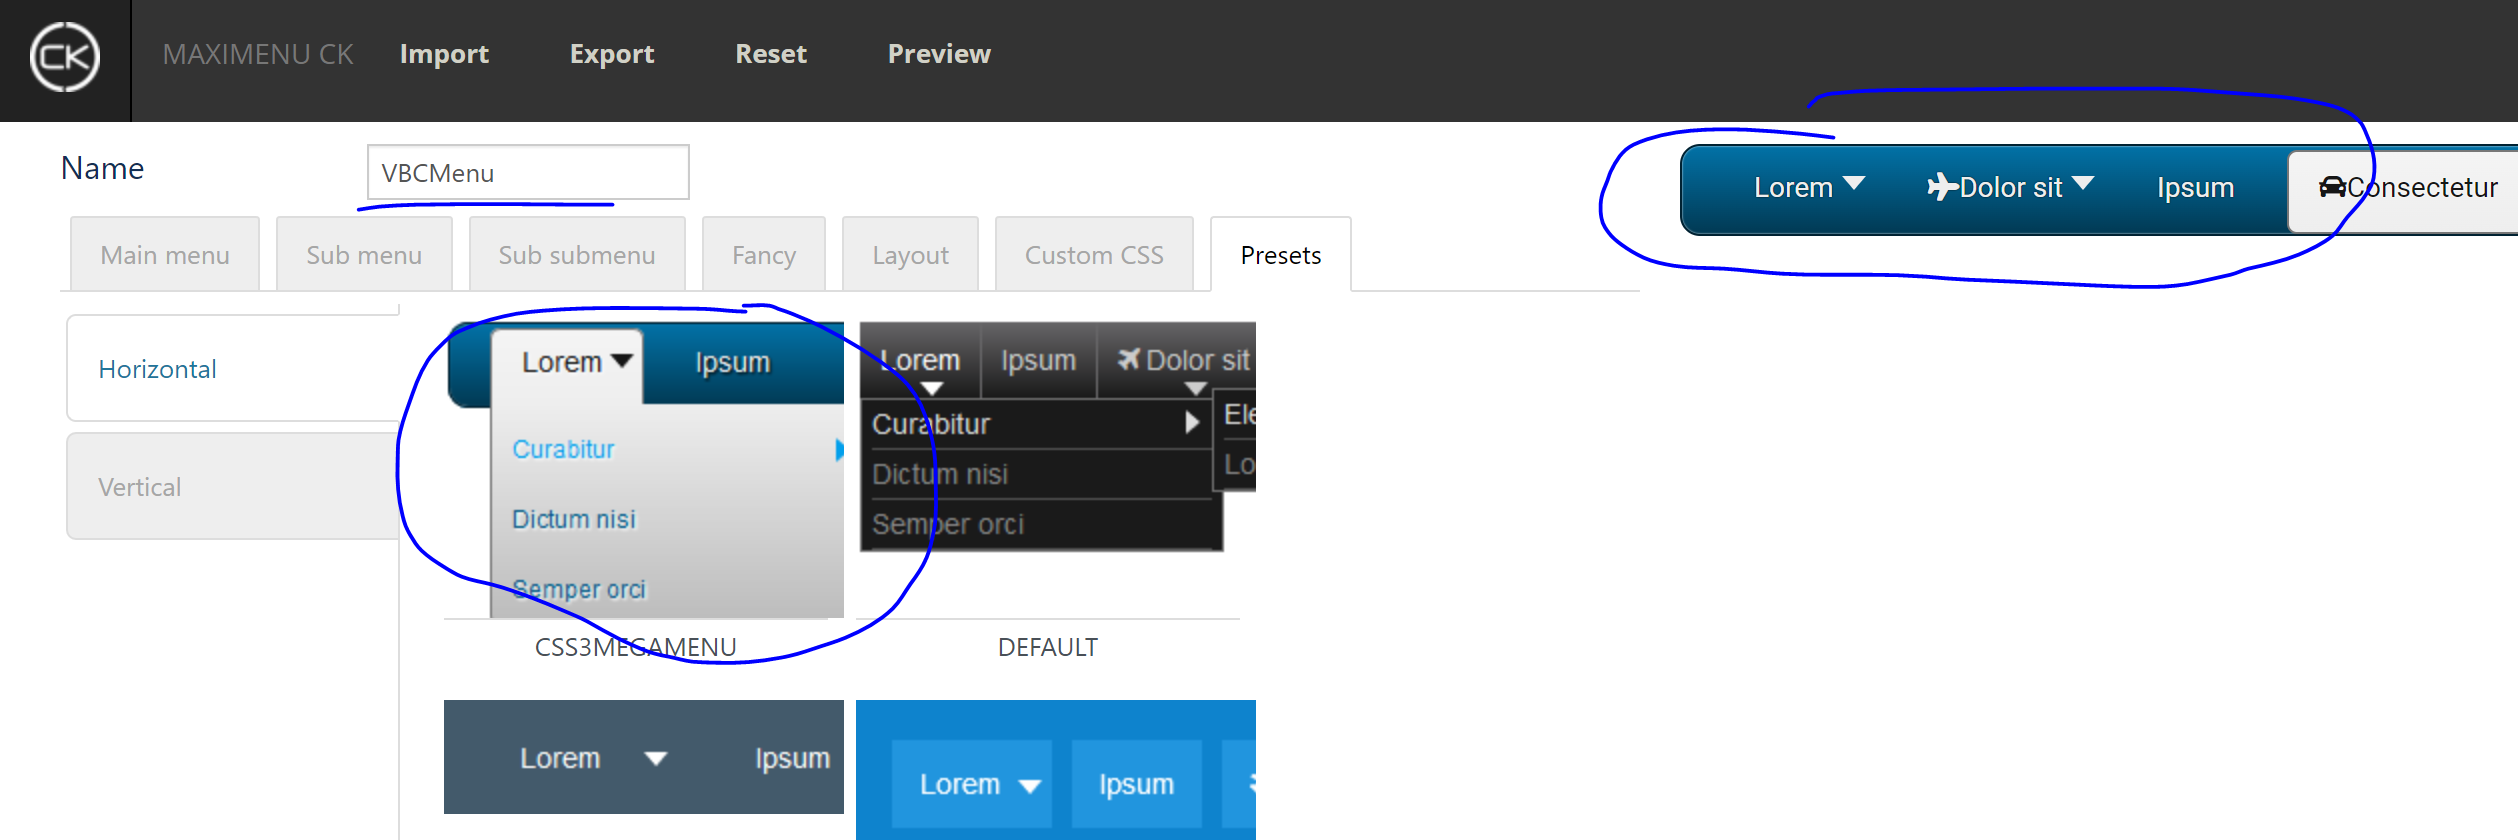 CK MAXIMENU CK Import Export Reset Preview
Name VBCMenu
Lorem Dolor sit Ipsum Consectetur
Main menu Sub menu Sub submenu Fancy Layout Custom CSS Presets
Horizontal
Vertical
Lorem Ipsum
Curabitur
Dictum nisi
Semper orci
CSS3MEGAMENU
Lorem Ipsum Dolor sit
Curabitur Ele
Dictum nisi Lo
Semper orci
DEFAULT
Lorem Ipsum
Lorem Ipsum